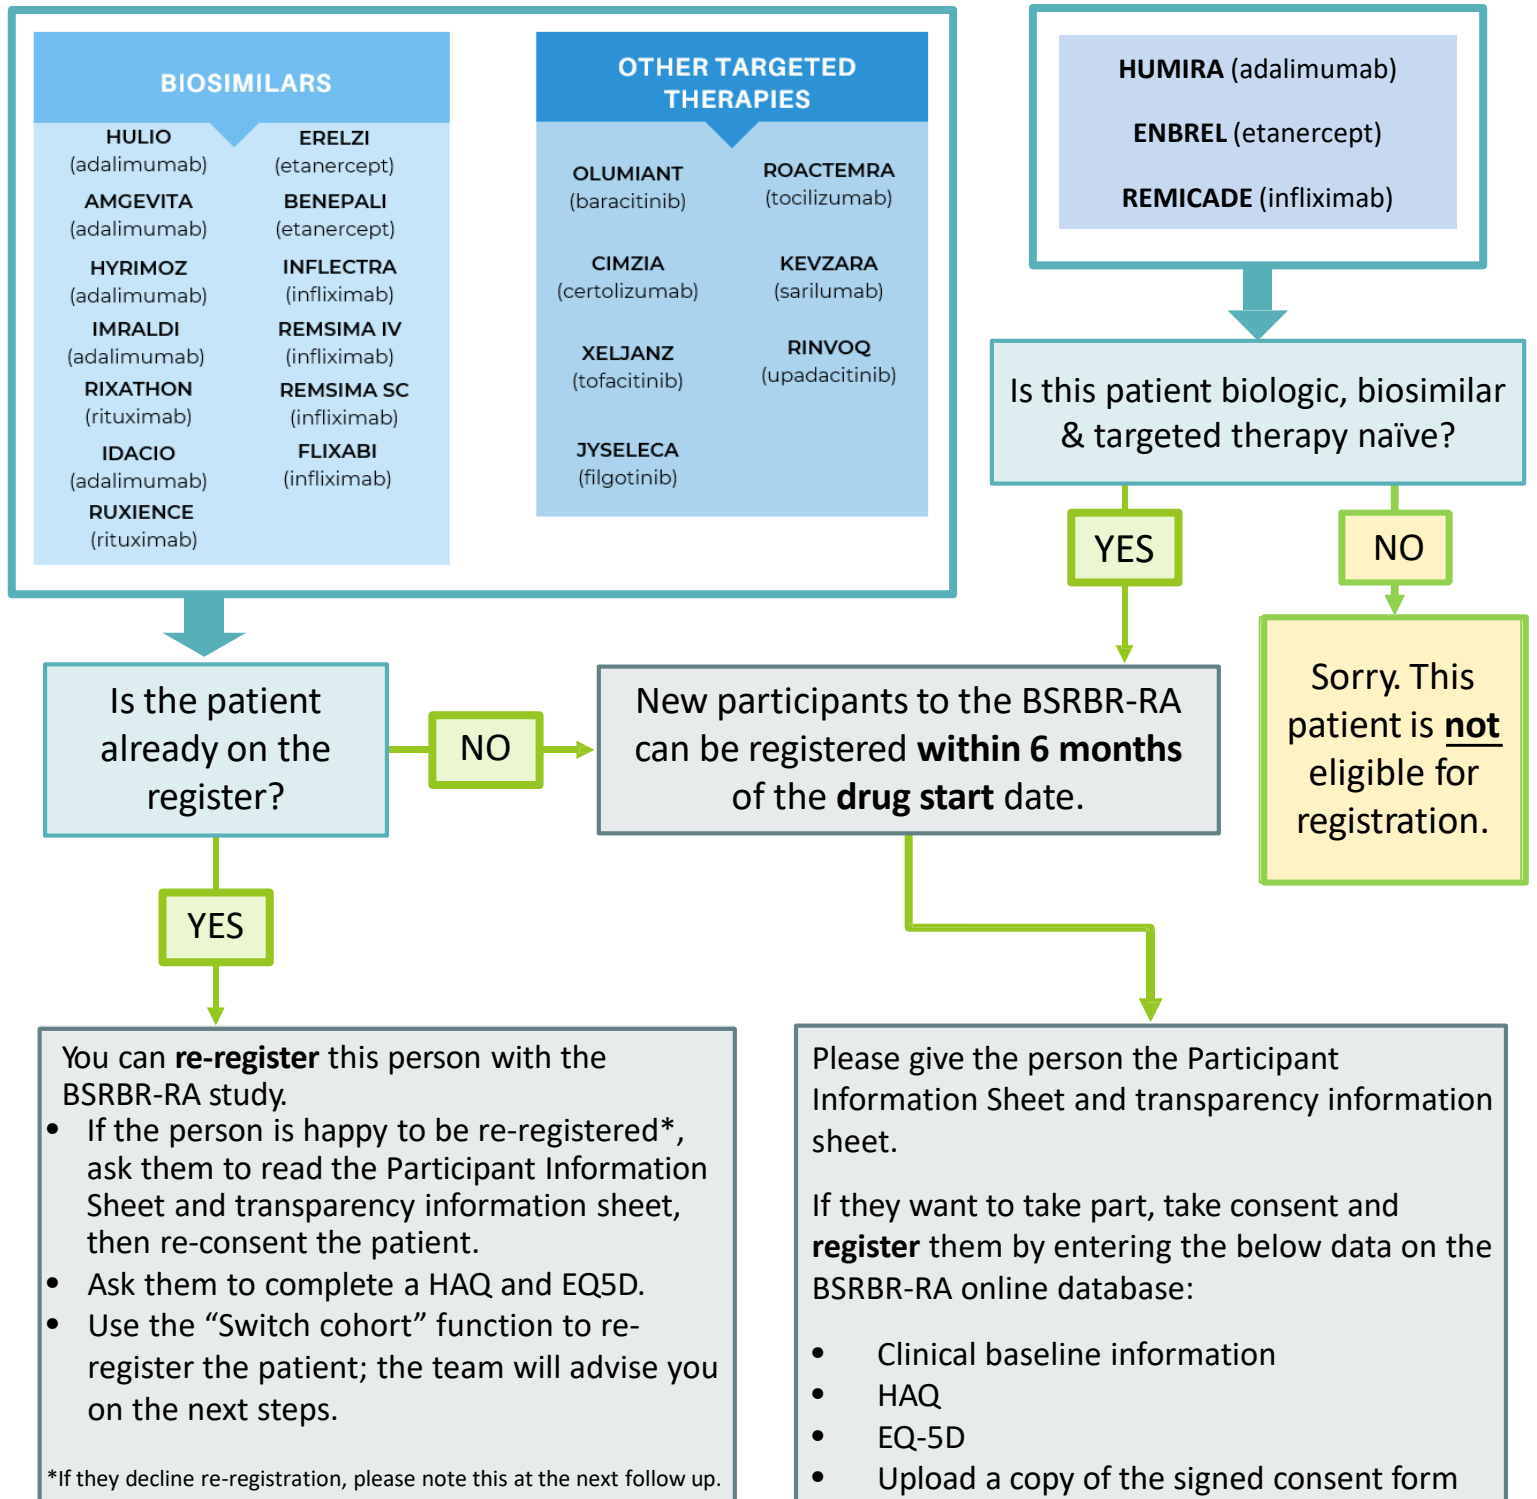 BIOSIMILARS
HULIO
(adalimumab)
AMGEVITA
(adalimumab)
HYRIMOZ
(adalimumab)
IMRALDI
(adalimumab)
RIXATHON
(rituximab)
IDACIO
(adalimumab)
RUXIENCE
(rituximab)
ERELZI
(etanercept)
BENEPALI
(etanercept)
INFLECTRA
(infliximab)
REMSIMA IV
(infliximab)
REMSIMA SC
(infliximab)
FLIXABI
(infliximab)
OTHER TARGETED
THERAPIES
OLUMIANT
(baracitinib)
CIMZIA
(certolizumab)
XELJANZ
(tofacitinib)
JYSELECA
(filgotinib)
ROACTEMRA
(tocilizumab)
KEVZARA
(sarilumab)
RINVOQ
(upadacitinib)
HUMIRA (adalimumab)
ENBREL (etanercept)
REMICADE (infliximab)
Is this patient biologic, biosimilar
& targeted therapy naïve?
YES
NO
Sorry. This
patient is not
eligible for
registration.
Is the patient
already on the
register?
NO
New participants to the BSRBR-RA
can be registered within 6 months
of the drug start date.
YES
You can re-register this person with the
BSRBR-RA study.
• If the person is happy to be re-registered*,
ask them to read the Participant Information
Sheet and transparency information sheet,
then re-consent the patient.
• Ask them to complete a HAQ and EQ5D.
• Use the “Switch cohort” function to re-
register the patient; the team will advise you
on the next steps.
*If they decline re-registration, please note this at the next follow up.
Please give the person the Participant
Information Sheet and transparency information
sheet.
If they want to take part, take consent and
register them by entering the below data on the
BSRBR-RA online database:
• Clinical baseline information
• HAQ
• EQ-5D
• Upload a copy of the signed consent form